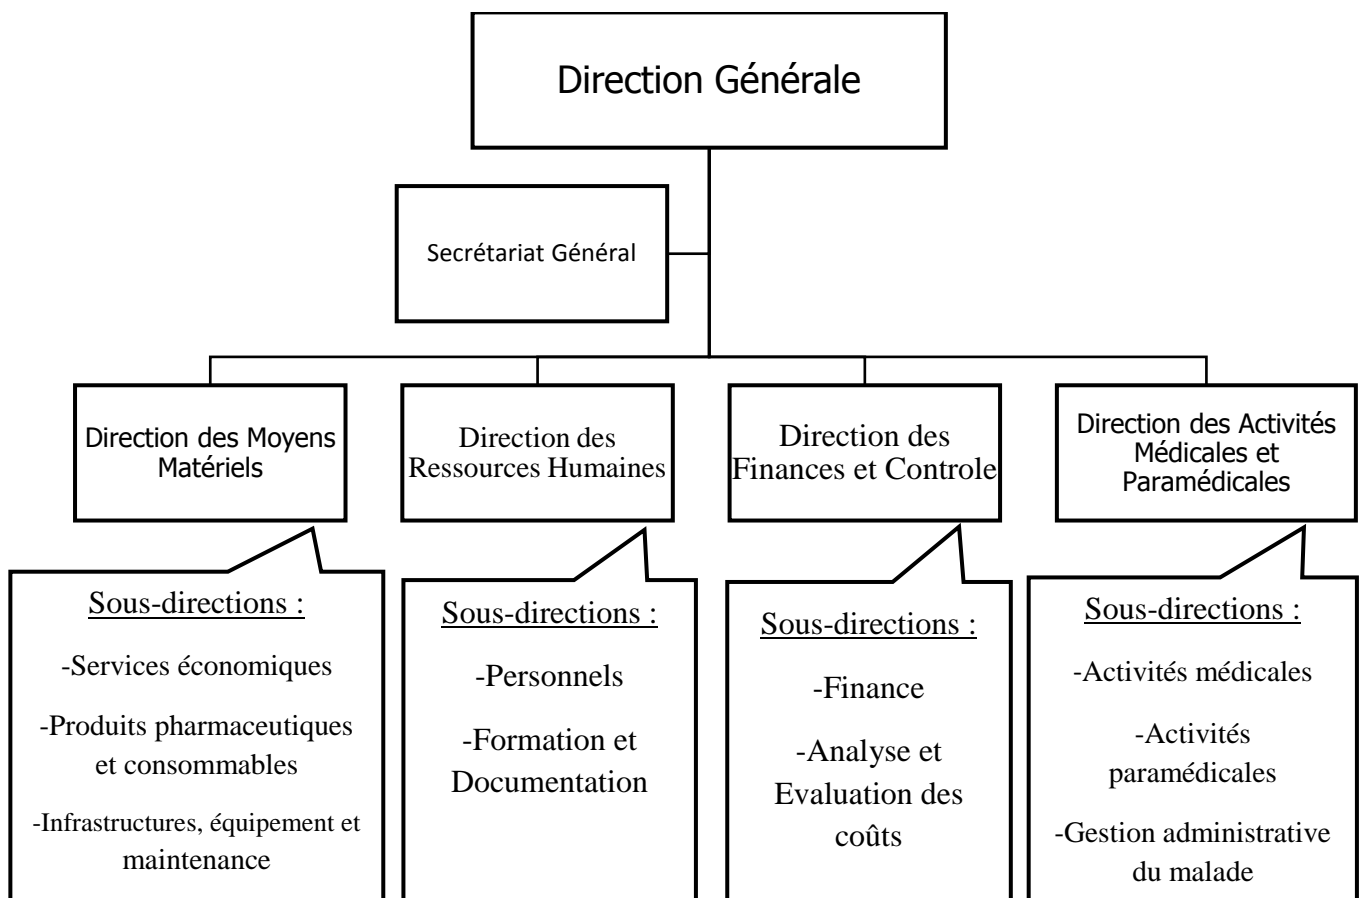 Direction Générale
Secrétariat Général
Direction des Moyens
Matériels
Direction des
Ressources Humaines
Direction des
Finances et Controle
Direction des Activités
Médicales et
Paramédicales
Sous-directions :
-Services économiques
-Produits pharmaceutiques
et consommables
-Infrastructures, équipement et
maintenance
Sous-directions :
-Personnels
-Formation et
Documentation
Sous-directions :
-Finance
-Analyse et
Evaluation des
coûts
Sous-directions :
-Activités médicales
-Activités
paramédicales
-Gestion administrative
du malade